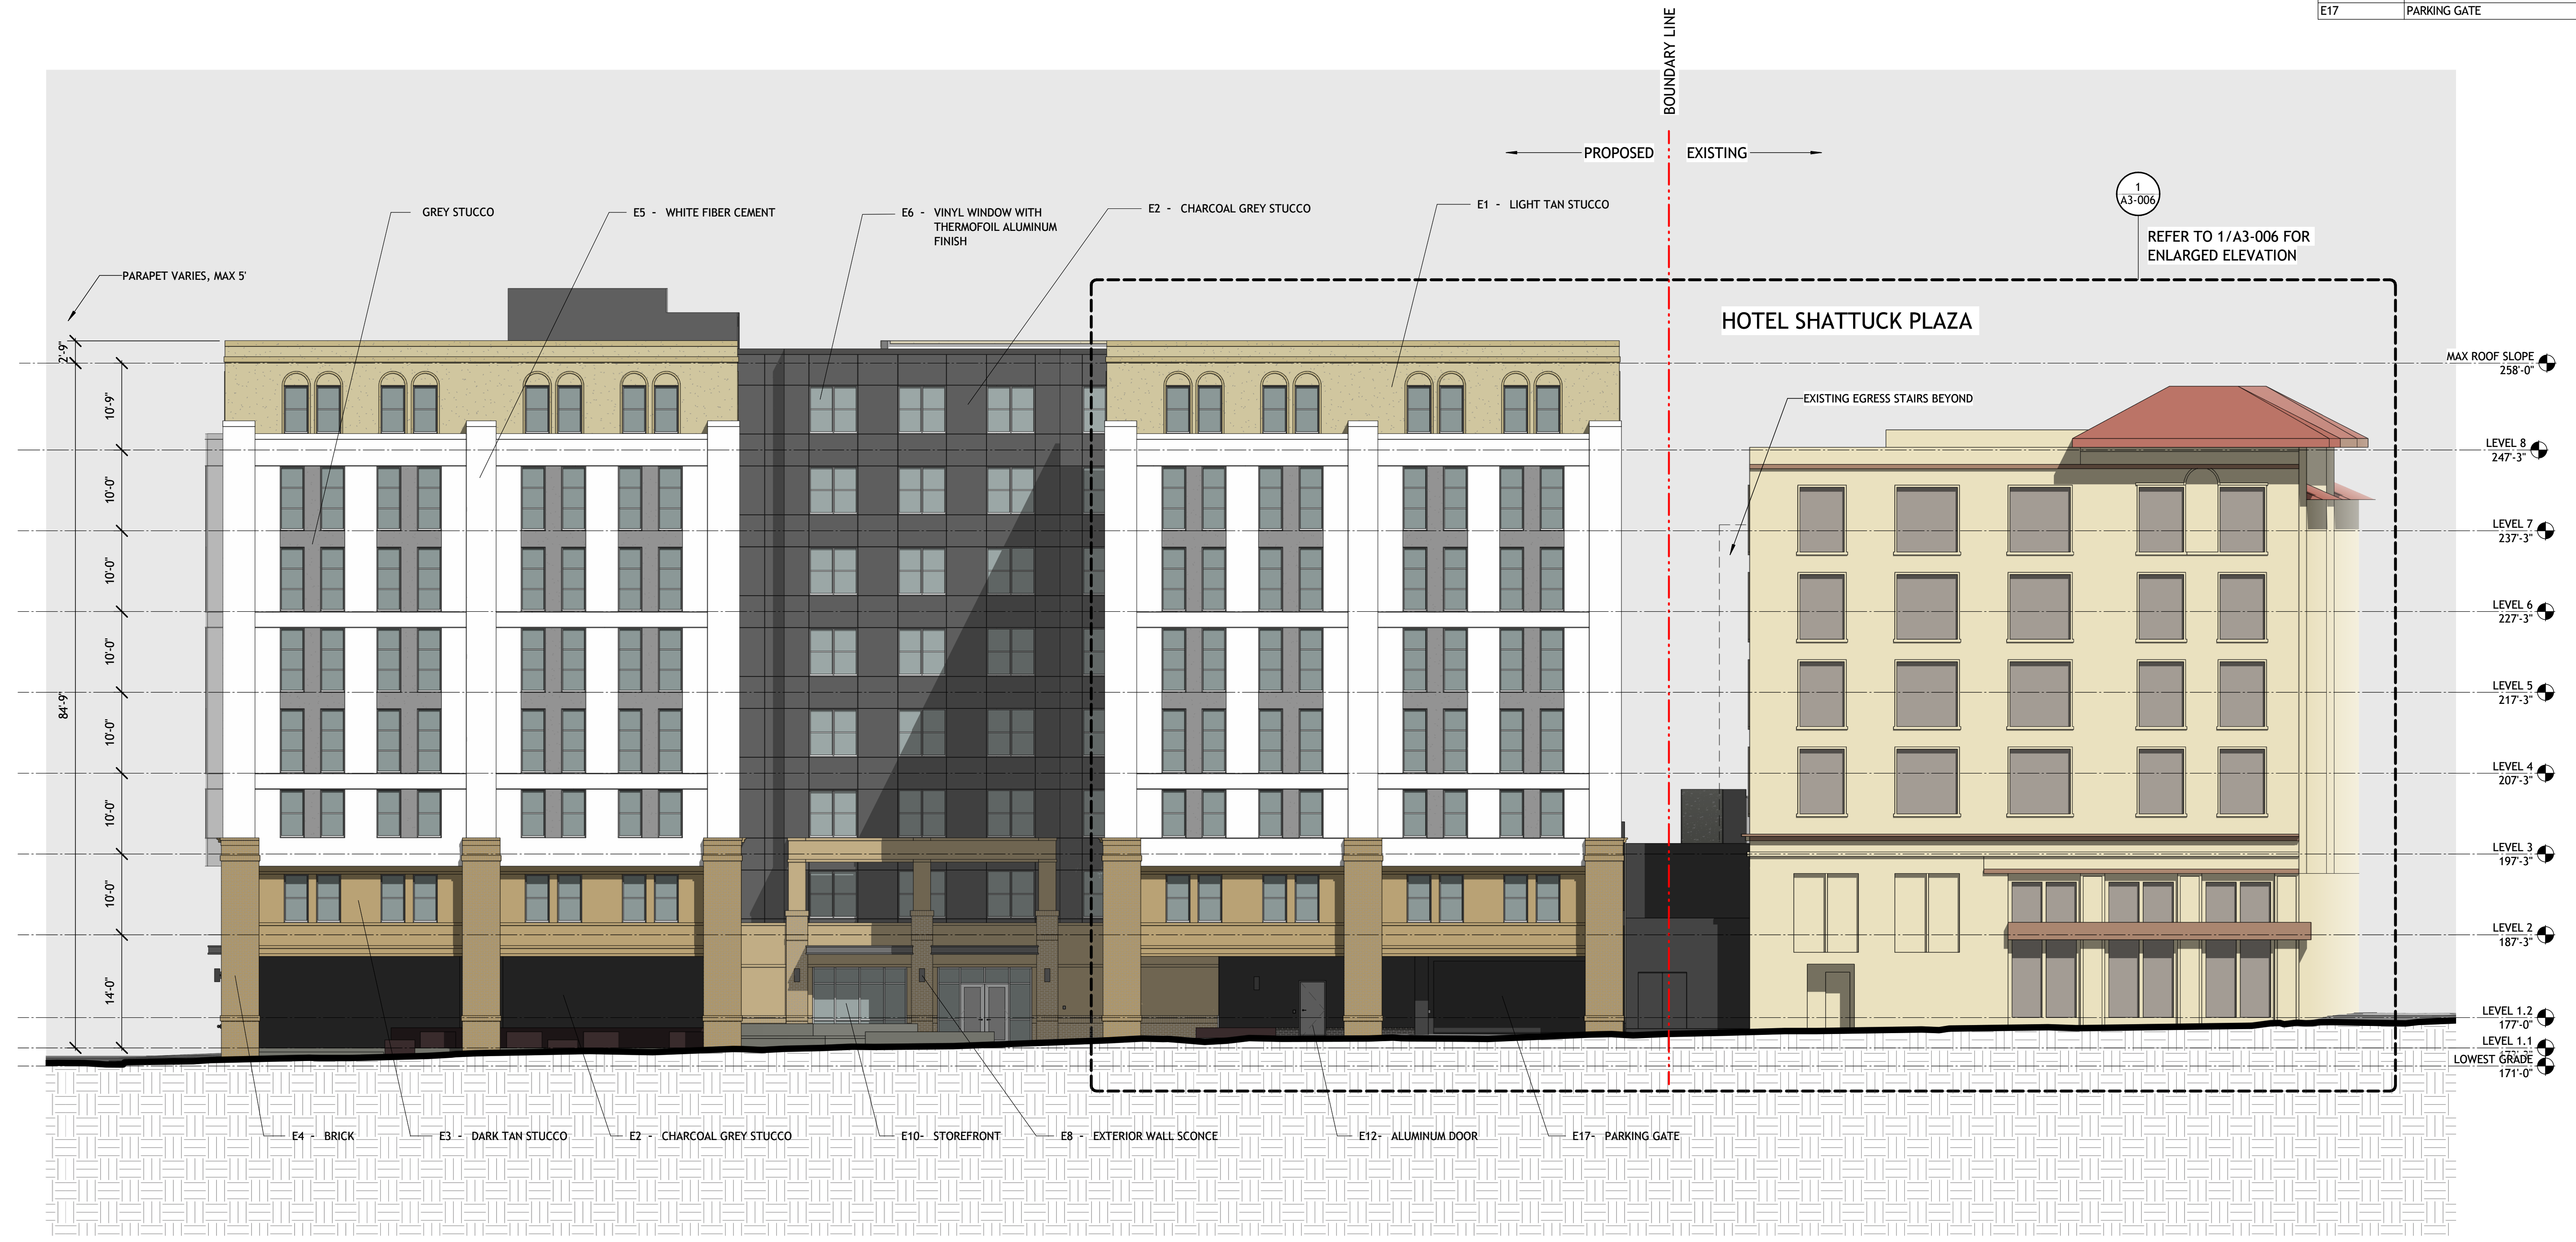 E17 PARKING GATE
BOUNDARY LINE
PROPOSED
EXISTING
1
A3-006
REFER TO 1/A3-006 FOR
ENLARGED ELEVATION
GREY STUCCO
E5 - WHITE FIBER CEMENT
E6 - VINYL WINDOW WITH
THERMOFOIL ALUMINUM
FINISH
E2 - CHARCOAL GREY STUCCO
E1 - LIGHT TAN STUCCO
PARAPET VARIES, MAX 5'
HOTEL SHATTUCK PLAZA
EXISTING EGRESS STAIRS BEYOND
2'-9"
84'-9"
10'-9"
10'-0"
10'-0"
10'-0"
10'-0"
10'-0"
10'-0"
14'-0"
MAX ROOF SLOPE
258'-0"
LEVEL 8
247'-3"
LEVEL 7
237'-3"
LEVEL 6
227'-3"
LEVEL 5
217'-3"
LEVEL 4
207'-3"
LEVEL 3
197'-3"
LEVEL 2
187'-3"
LEVEL 1.2
177'-0"
LEVEL 1.1
LOWEST GRADE
171'-0"
E4 - BRICK
E3 - DARK TAN STUCCO
E2 - CHARCOAL GREY STUCCO
E10- STOREFRONT
E8 - EXTERIOR WALL SCONCE
E12- ALUMINUM DOOR
E17- PARKING GATE